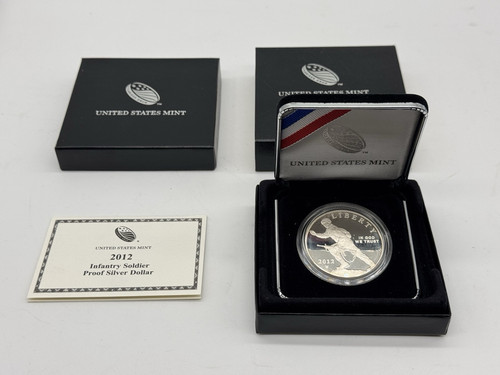 UNITED STATES MINT
UNITED STATES MINT
UNITED STATES MINT
LIBERTY
IN GOD
WE TRUST
2012
UNITED STATES MINT
2012
Infantry Soldier
Proof Silver Dollar